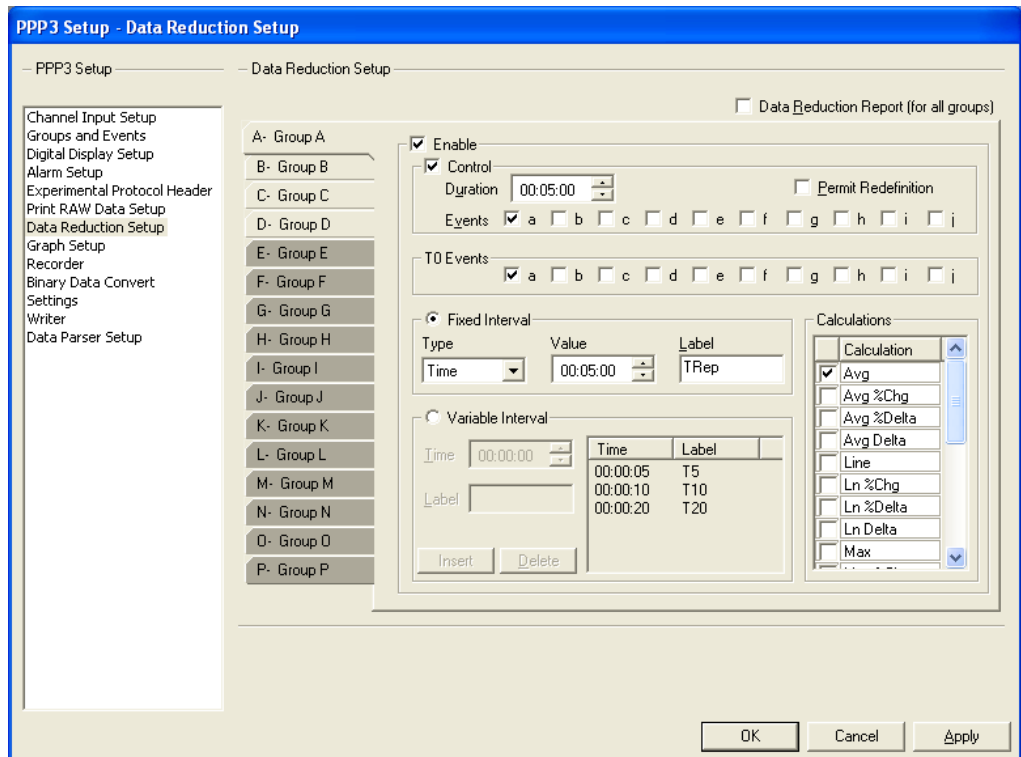 PPP3 Setup - Data Reduction Setup
PPP3 Setup
Channel Input Setup
Groups and Events
Digital Display Setup
Alarm Setup
Experimental Protocol Header
Print RAW Data Setup
Data Reduction Setup
Graph Setup
Recorder
Binary Data Convert
Settings
Writer
Data Parser Setup
Data Reduction Setup
Data Reduction Report (for all groups)
A- Group A
B- Group B
C- Group C
D- Group D
E- Group E
F- Group F
G- Group G
H- Group H
I- Group I
J- Group J
K- Group K
L- Group L
M- Group M
N- Group N
O- Group O
P- Group P
Enable
Control
Duration 00:05:00 Permit Redefinition
Events a b c d e f g h i j
T0 Events
a b c d e f g h i j
Fixed Interval
Type Value Label
Time 00:05:00 TRep
Variable Interval
Time 00:00:00
Label
Insert Delete
Time Label
00:00:05 T5
00:00:10 T10
00:00:20 T20
Calculations
Calculation
Avg
Avg %Chg
Avg %Delta
Avg Delta
Line
Ln %Chg
Ln %Delta
Ln Delta
Max
OK Cancel Apply